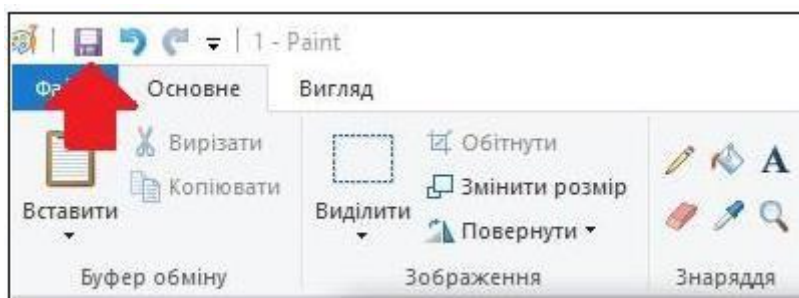 1 - Paint
Основне Вигляд
Вирізати
Копіювати
Вставити
Буфер обміну
Виділити
Обітнути
Змінити розмір
Повернути
Зображення
A
Знаряддя